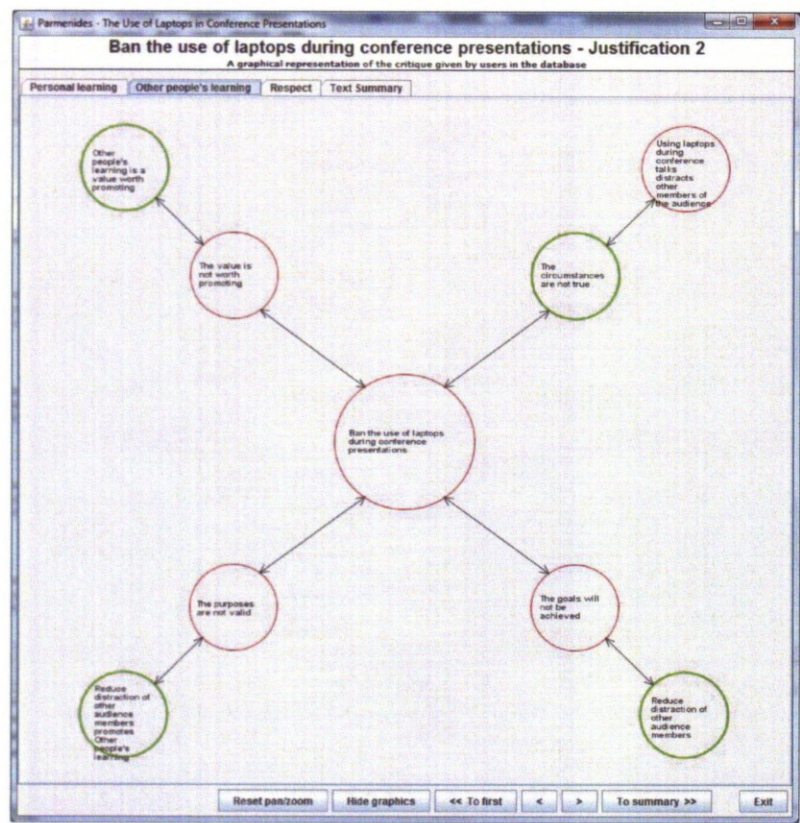 Parmenides - The Use of Laptops in Conference Presentations
Ban the use of laptops during conference presentations - Justification 2
A graphical representation of the critique given by users in the database
Personal learning
Other people's learning
Respect
Text Summary
Other
people's
learning is a
value worth
promoting
Using laptops
during
conference
talks
distracts
other
members of
the audience
The value is
not worth
promoting
The
circumstances
are not true
Ban the use of laptops
during conference
presentations
The purposes
are not valid
The goals will
not be
achieved
Reduce
distraction of
other
audience
members
promotes
Other
people's
learning
Reduce
distraction of
other
audience
members
Reset pan/zoom
Hide graphics
<< To first
<
>
To summary >>
Exit